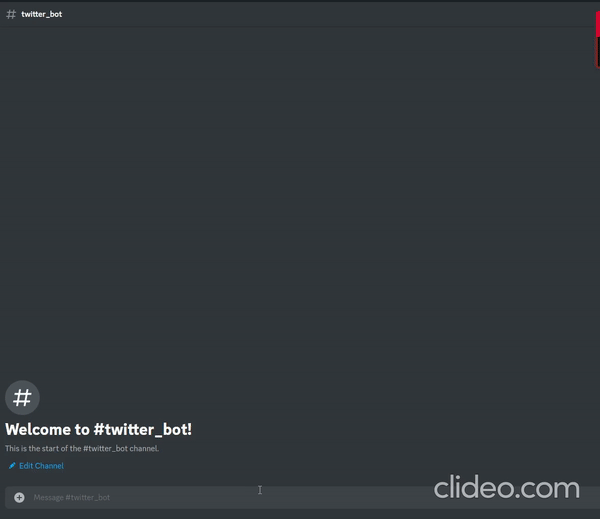 # twitter_bot
#
Welcome to #twitter_bot!
This is the start of the #twitter_bot channel.
Edit Channel
Message #twitter_bot
clideo.com